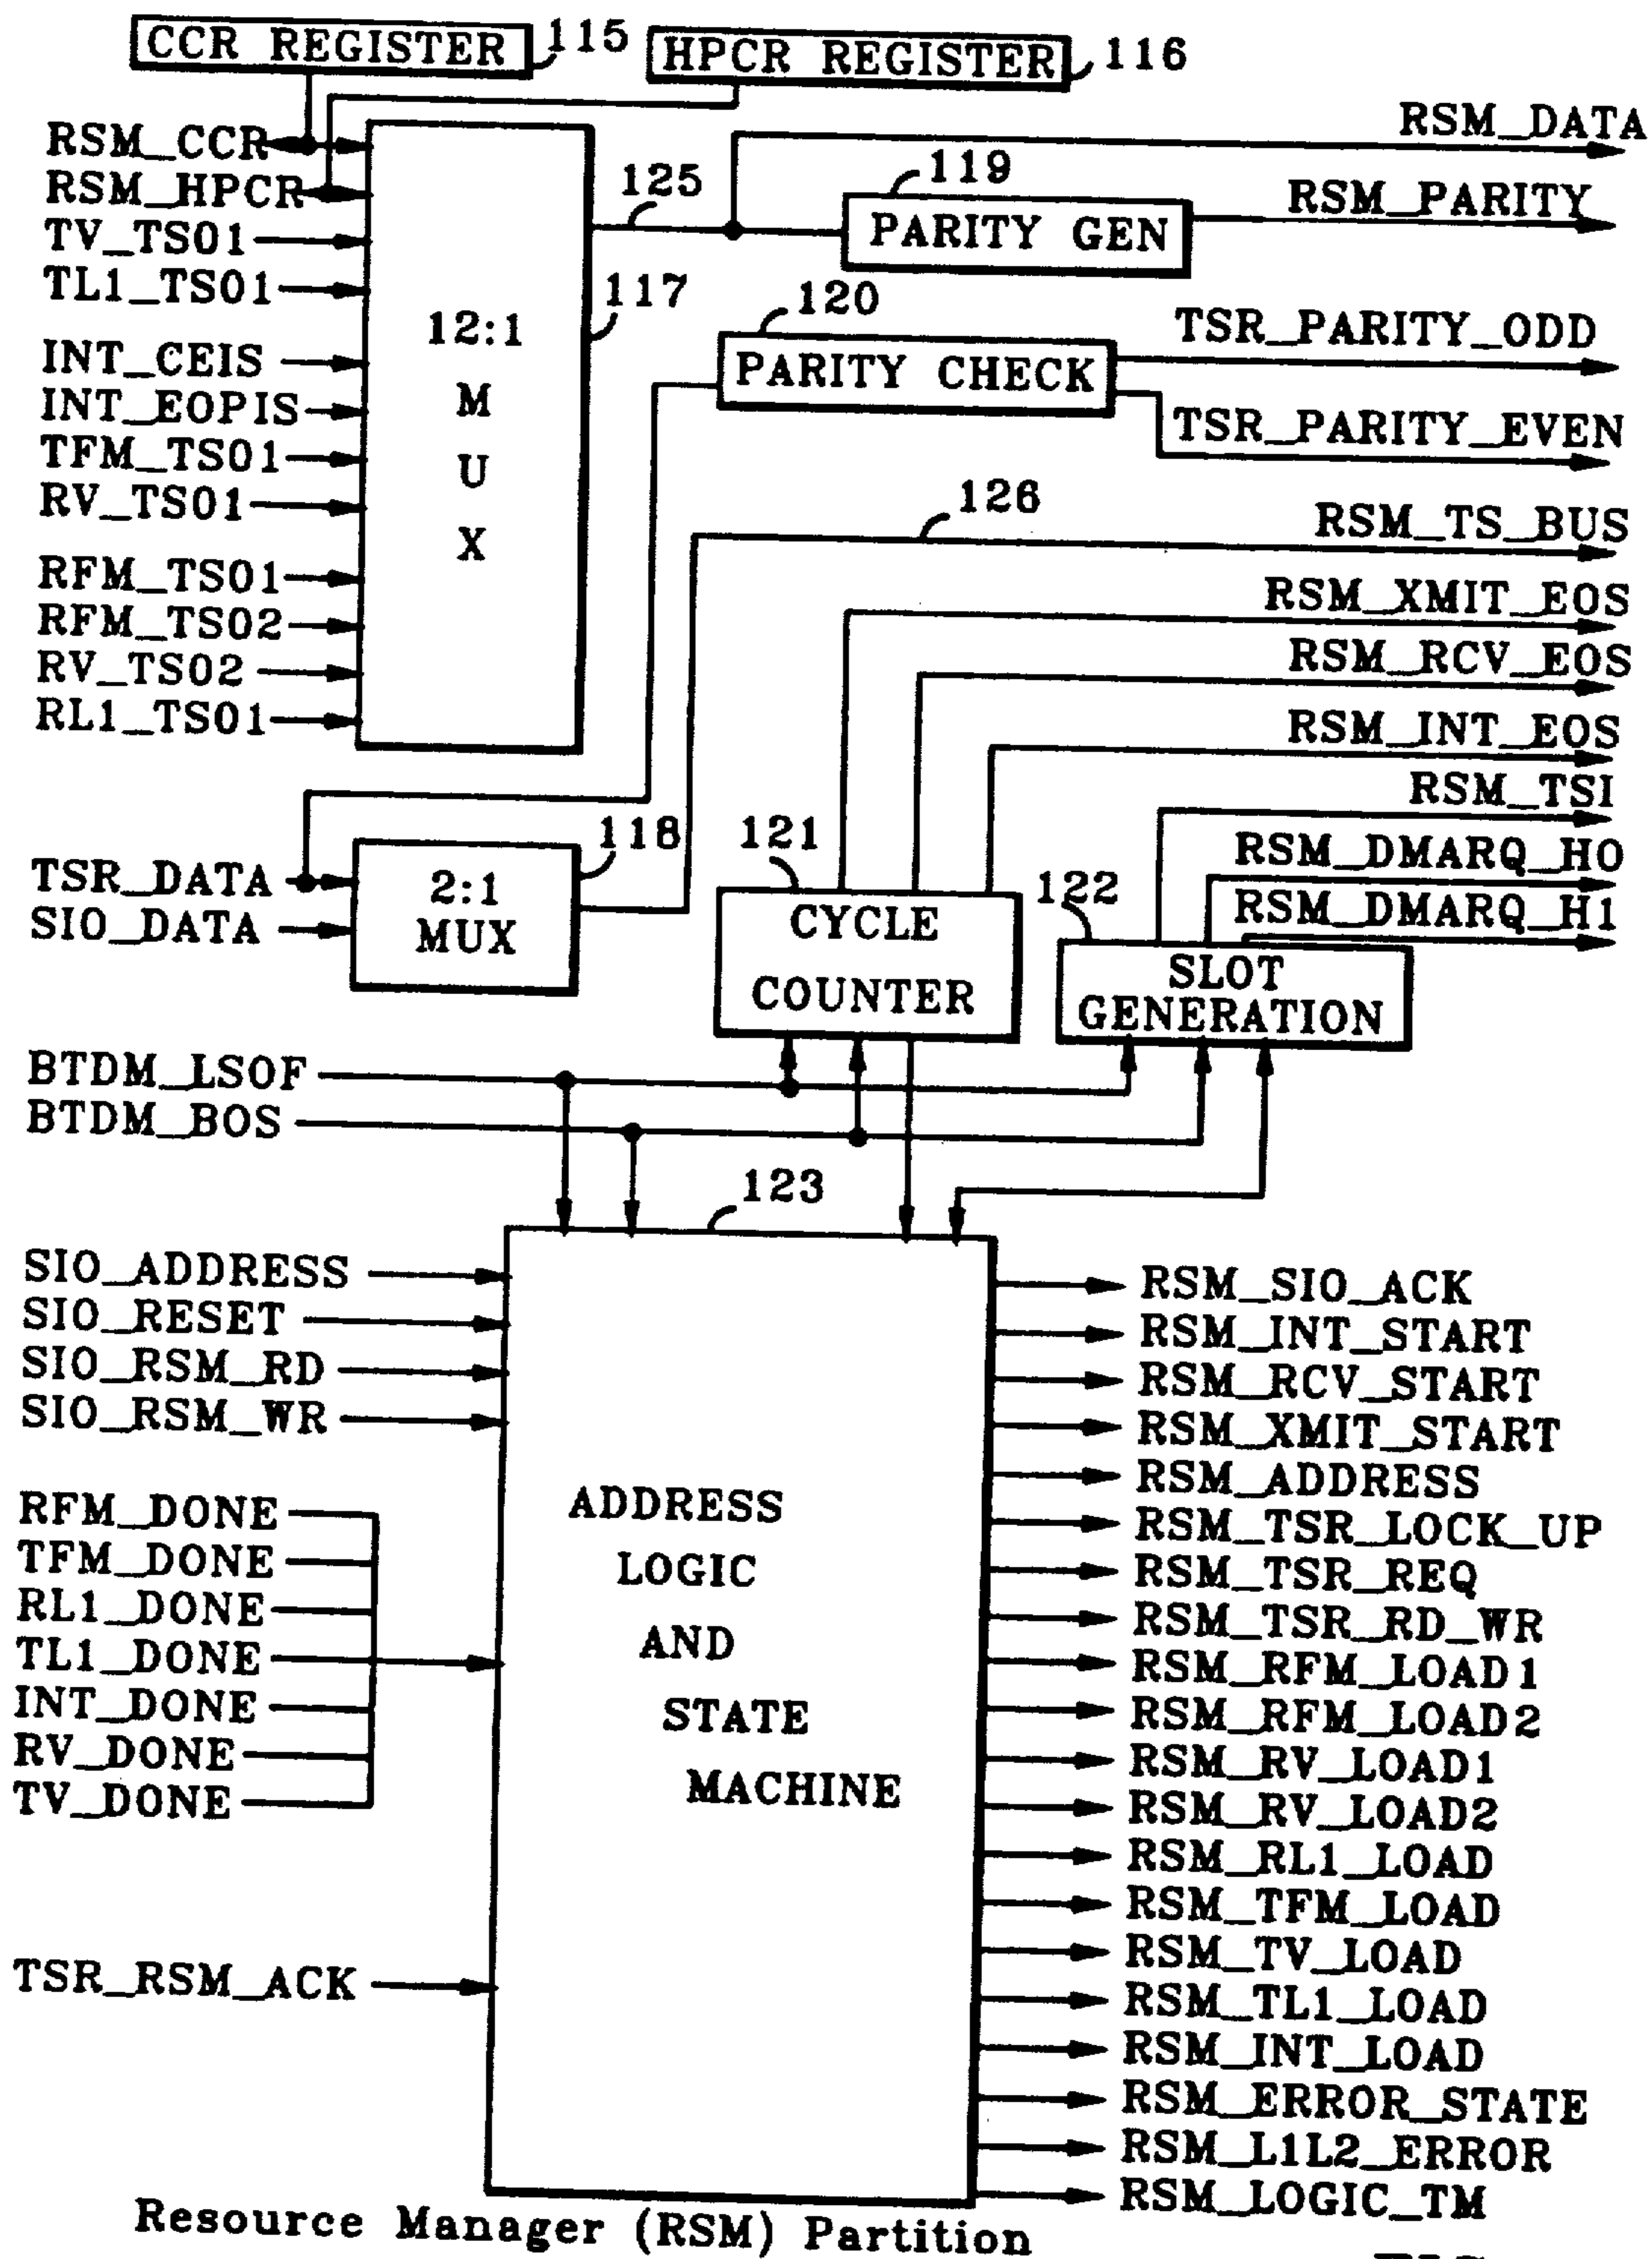 CCR REGISTER
115
HPCR REGISTER
116
RSM_CCR
RSM_HPCR
TV_TS01
TL1_TS01
INT_CEIS
INT_EOPIS
TFM_TS01
RV_TS01
RFM_TS01
RFM_TS02
RV_TS02
RL1_TS01
12:1
M
U
X
117
125
119
PARITY GEN
RSM_DATA
RSM_PARITY
120
PARITY CHECK
TSR_PARITY_ODD
TSR_PARITY_EVEN
126
RSM_TS_BUS
RSM_XMIT_EOS
RSM_RCV_EOS
RSM_INT_EOS
RSM_TSI
RSM_DMARQ_H0
RSM_DMARQ_H1
TSR_DATA
SIO_DATA
118
2:1
MUX
121
CYCLE
COUNTER
122
SLOT
GENERATION
BTDM_LSOF
BTDM_BOS
123
SIO_ADDRESS
SIO_RESET
SIO_RSM_RD
SIO_RSM_WR
RFM_DONE
TFM_DONE
RL1_DONE
TL1_DONE
INT_DONE
RV_DONE
TV_DONE
TSR_RSM_ACK
ADDRESS
LOGIC
AND
STATE
MACHINE
RSM_SIO_ACK
RSM_INT_START
RSM_RCV_START
RSM_XMIT_START
RSM_ADDRESS
RSM_TSR_LOCK_UP
RSM_TSR_REQ
RSM_TSR_RD_WR
RSM_RFM_LOAD1
RSM_RFM_LOAD2
RSM_RV_LOAD1
RSM_RV_LOAD2
RSM_RL1_LOAD
RSM_TFM_LOAD
RSM_TV_LOAD
RSM_TL1_LOAD
RSM_INT_LOAD
RSM_ERROR_STATE
RSM_L1L2_ERROR
RSM_LOGIC_TM
Resource Manager (RSM) Partition